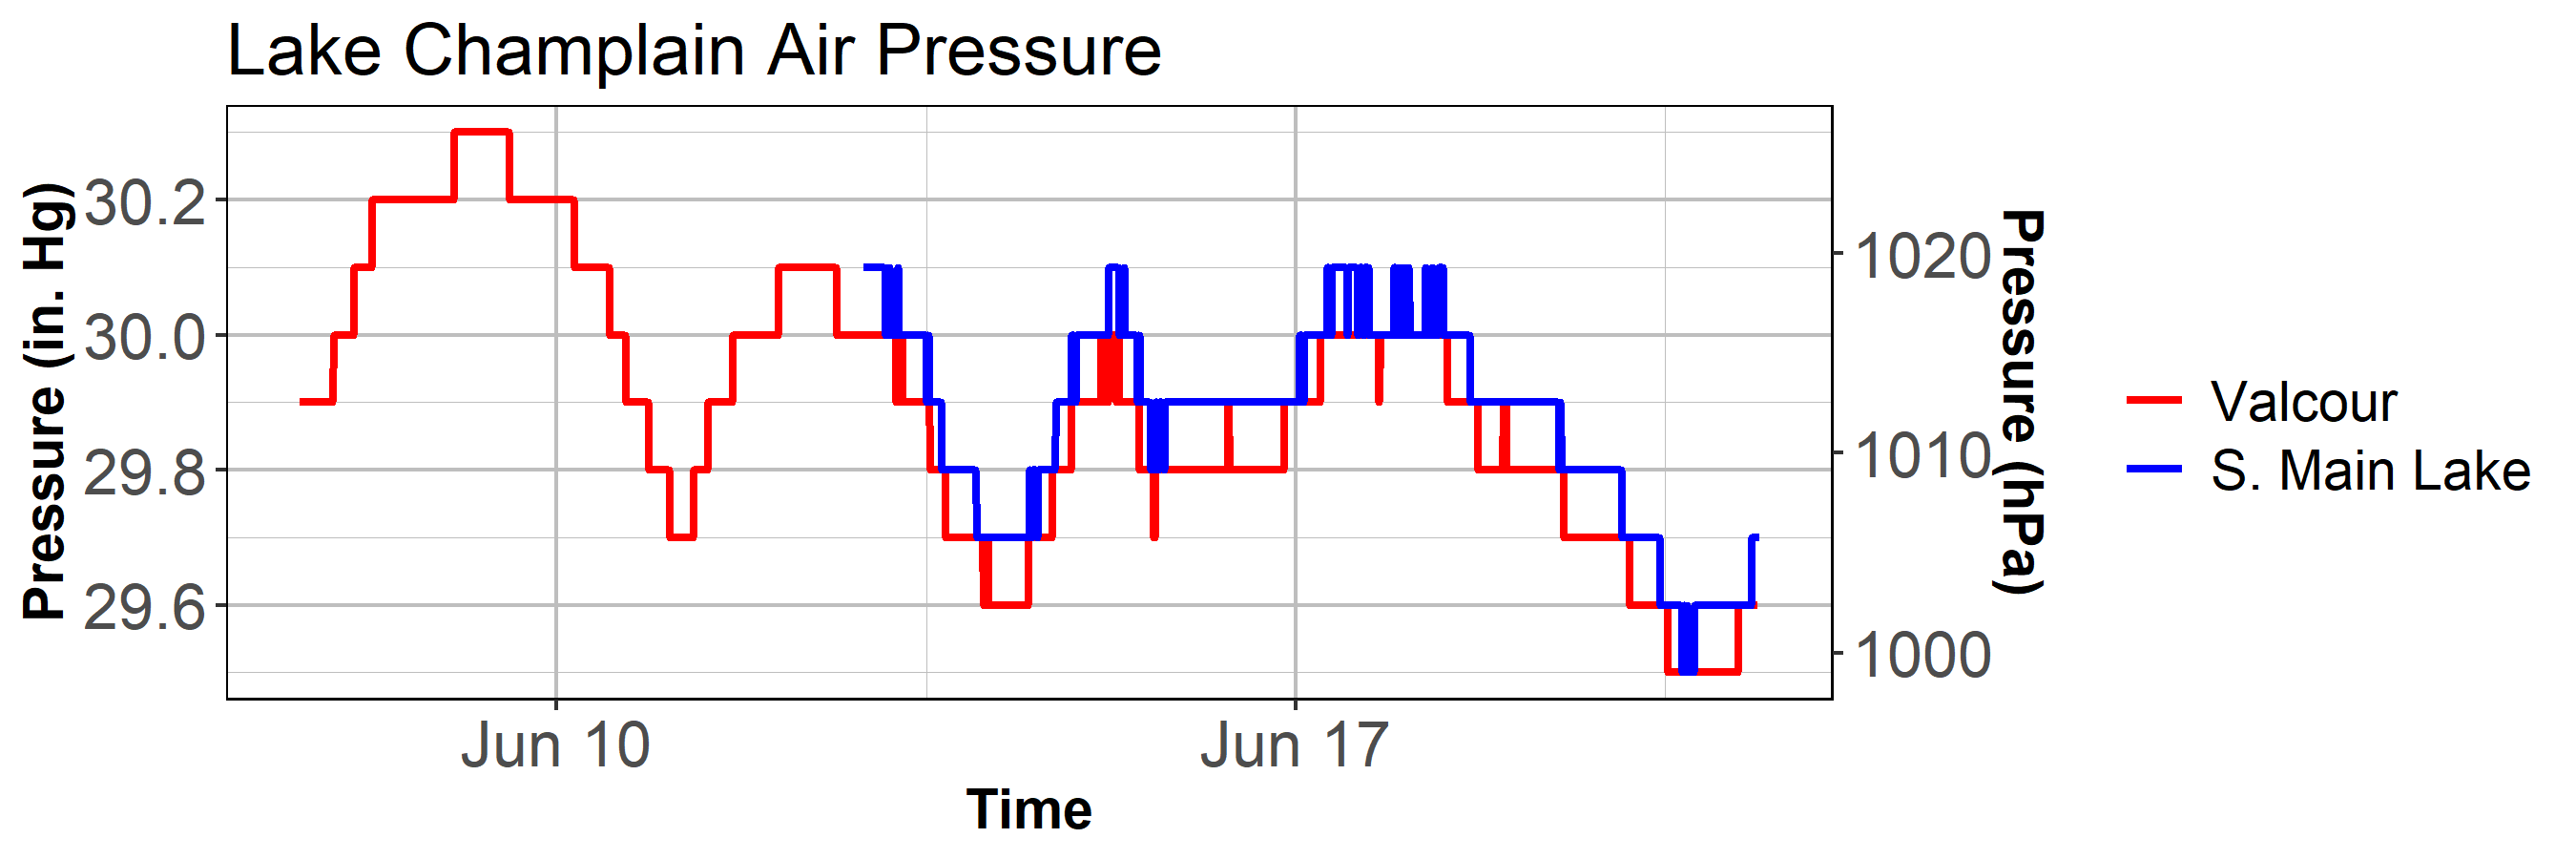 Lake Champlain Air Pressure
Pressure (in. Hg)
30.2
30.0
29.8
29.6
1020
1010
1000
Pressure (hPa)
Valcour
S. Main Lake
Jun 10
Jun 17
Time